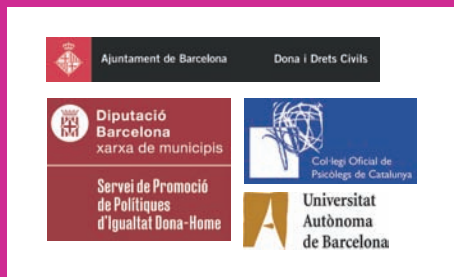 Ajuntament de Barcelona Dona i Drets Civils
Diputació
Barcelona
xarxa de municipis
Servei de Promoció
de Polítiques
d'Igualtat Dona-Home
Col·legi Oficial de
Psicòlegs de Catalunya
Universitat
Autònoma
de Barcelona